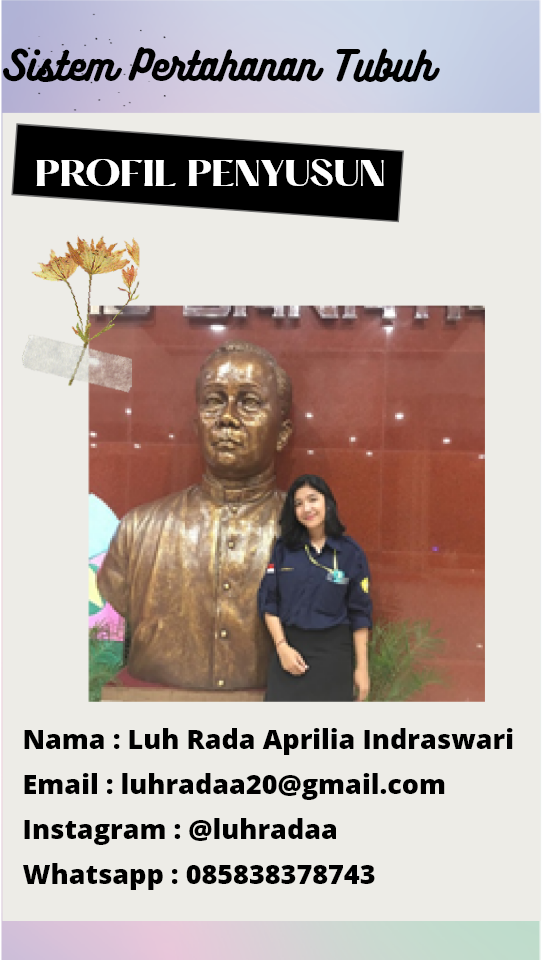 Sistem Pertahanan Tubuh
PROFIL PENYUSUN
Nama : Luh Rada Aprilia Indraswari
Email : luhradaa20@gmail.com
Instagram : @luhradaa
Whatsapp : 085838378743